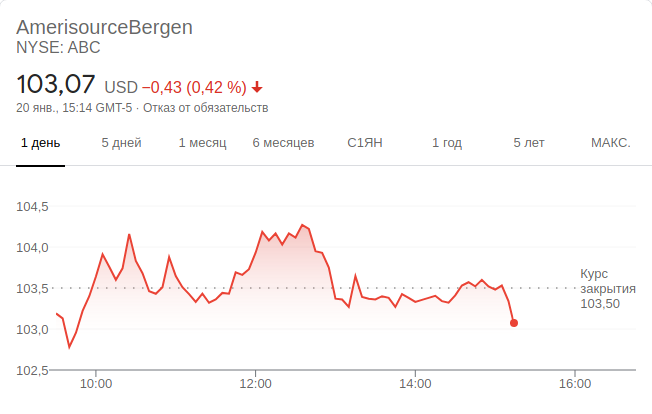 AmerisourceBergen
NYSE: ABC
103,07 USD −0,43 (0,42 %)
20 янв., 15:14 GMT-5 · Отказ от обязательств
1 день 5 дней 1 месяц 6 месяцев С1ЯН 1 год 5 лет МАКС.
104,5
104,0
103,5
103,0
102,5
Курс
закрытия
103,50
10:00 12:00 14:00 16:00